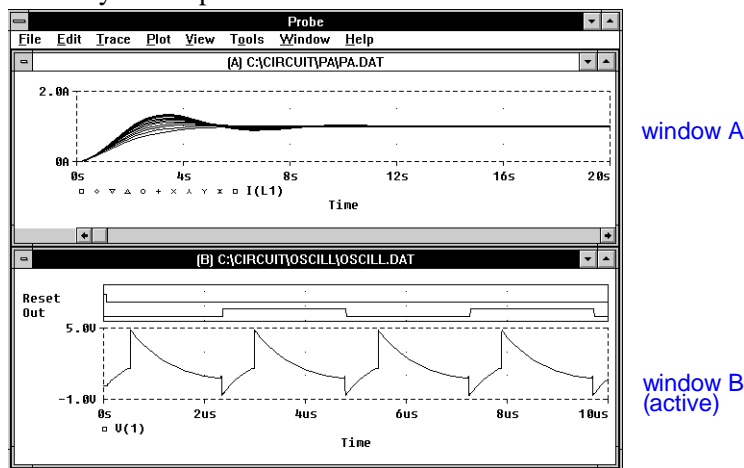 Probe
File Edit Trace Plot View Tools Window Help
(A) C:\CIRCUIT\PA\PA.DAT
2.0A
0A
0s 4s 8s 12s 16s 20s
I(L1)
Time
window A
(B) C:\CIRCUIT\OSCILL\OSCILL.DAT
Reset
Out
5.0V
-1.0V
0s 2us 4us 6us 8us 10us
V(1)
Time
window B
(active)